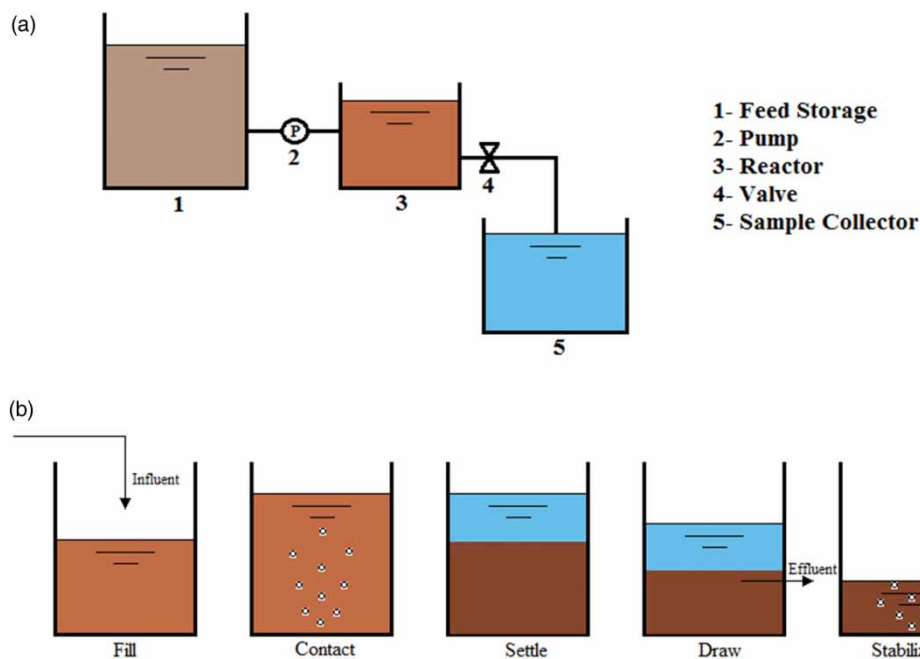 (a)
P
2
1
3
4
5
1- Feed Storage
2- Pump
3- Reactor
4- Valve
5- Sample Collector
(b)
Influent
Effluent
Fill
Contact
Settle
Draw